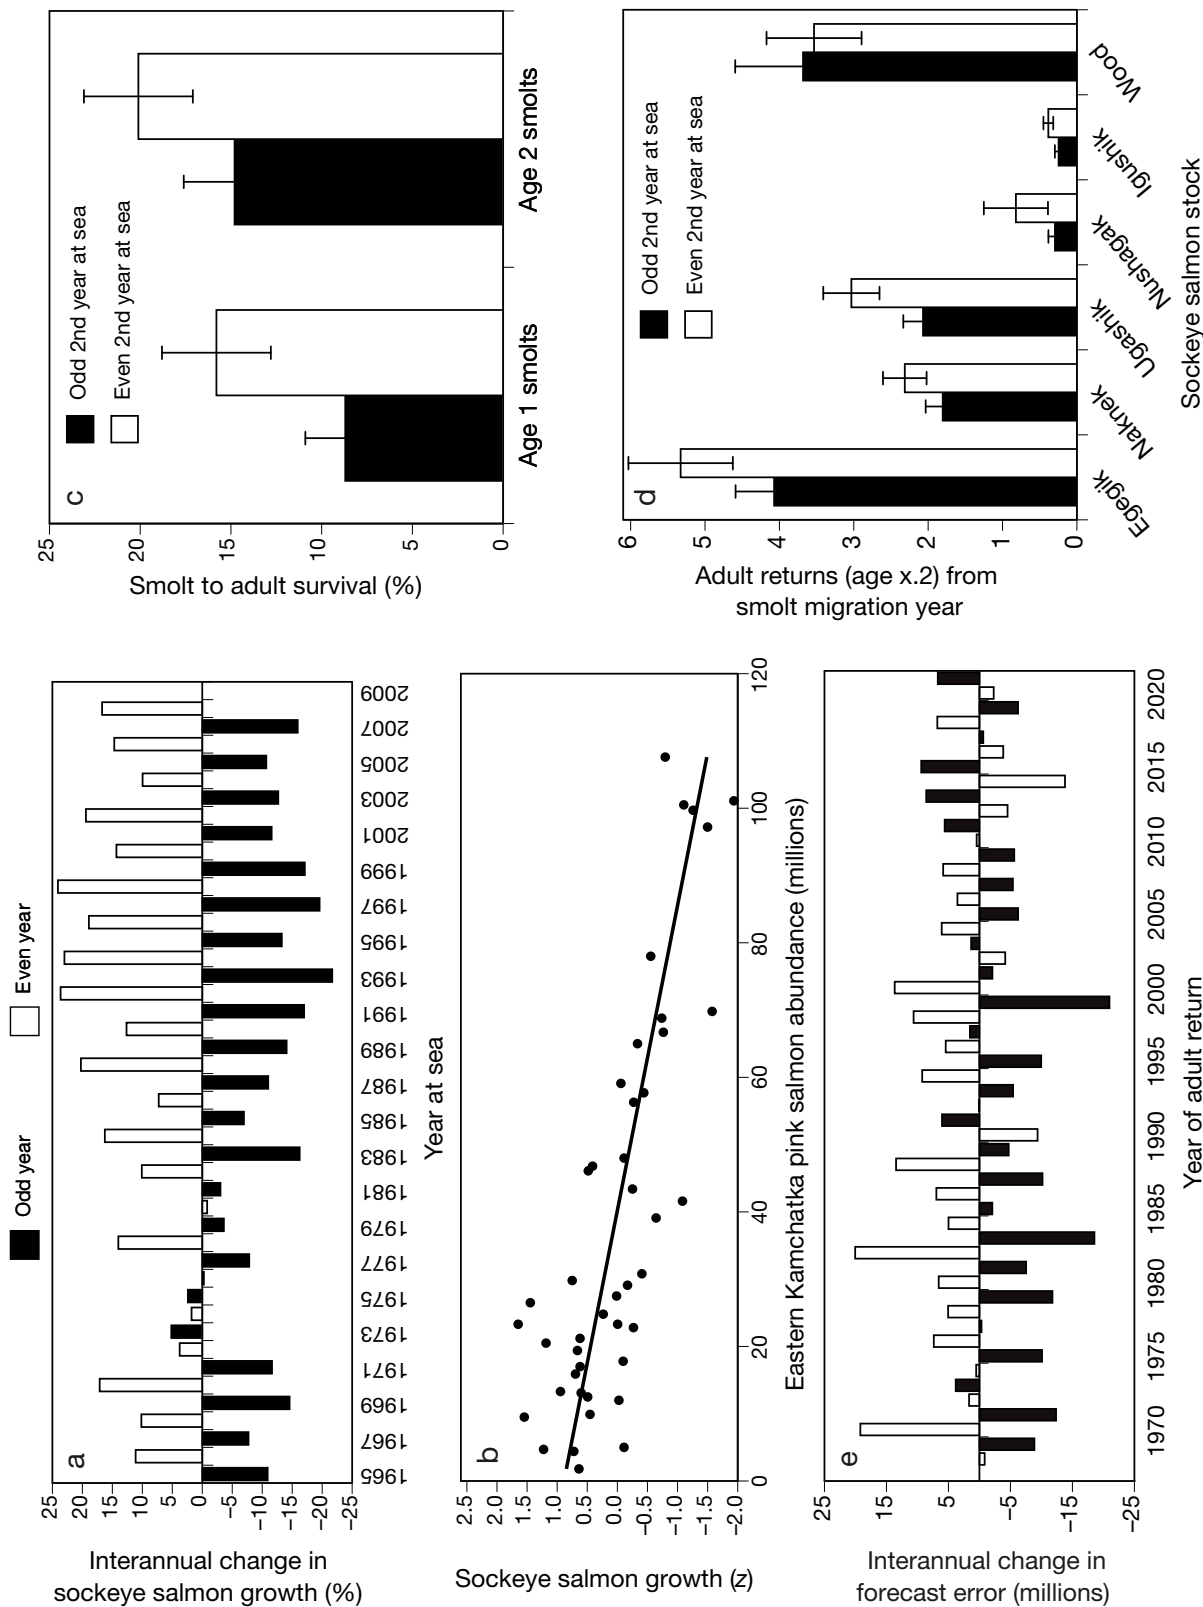 Odd year
Even year
a
25
20
15
10
5
0
–5
–10
–15
–20
–25
Interannual change in
sockeye salmon growth (%)
1965
1967
1969
1971
1973
1975
1977
1979
1981
1983
1985
1987
1989
1991
1993
1995
1997
1999
2001
2003
2005
2007
2009
Year at sea
b
2.5
2.0
1.5
1.0
0.5
0.0
–0.5
–1.0
–1.5
–2.0
Sockeye salmon growth (z)
0
20
40
60
80
100
120
Eastern Kamchatka pink salmon abundance (millions)
e
25
15
5
–5
–15
–25
Interannual change in
forecast error (millions)
1970
1975
1980
1985
1990
1995
2000
2005
2010
2015
2020
Year of adult return
c
Odd 2nd year at sea
Even 2nd year at sea
25
20
15
10
5
0
Smolt to adult survival (%)
Age 1 smolts
Age 2 smolts
d
Odd 2nd year at sea
Even 2nd year at sea
6
5
4
3
2
1
0
Adult returns (age x.2) from
smolt migration year
Egegik
Naknek
Ugashik
Nushagak
Igushik
Wood
Sockeye salmon stock